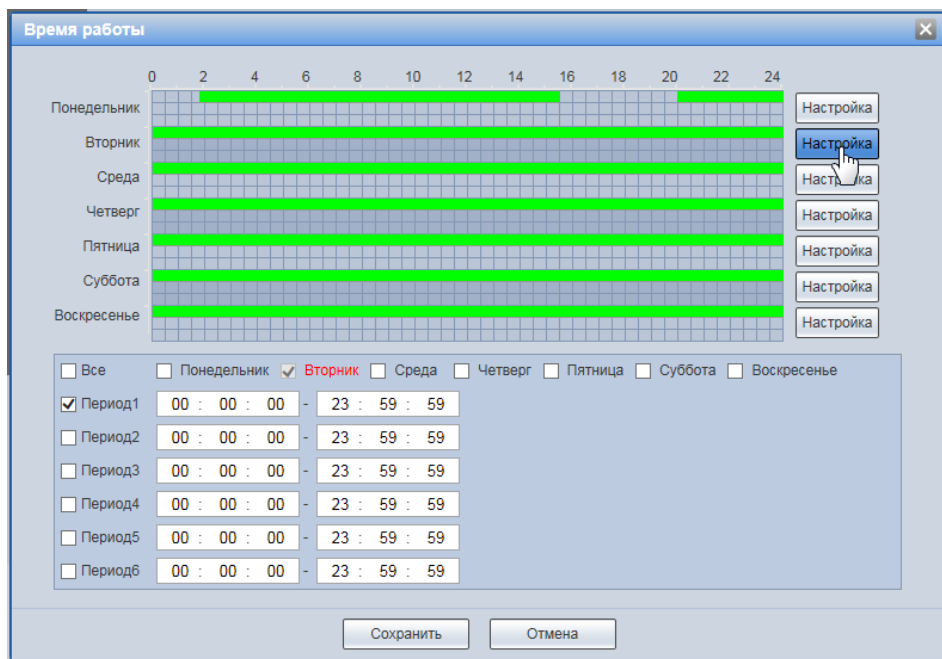 Время работы
0 2 4 6 8 10 12 14 16 18 20 22 24
Понедельник Настройка
Вторник Настройка
Среда Настройка
Четверг Настройка
Пятница Настройка
Суббота Настройка
Воскресенье Настройка
Все Понедельник Вторник Среда Четверг Пятница Суббота Воскресенье
Период1 00 : 00 : 00 - 23 : 59 : 59
Период2 00 : 00 : 00 - 23 : 59 : 59
Период3 00 : 00 : 00 - 23 : 59 : 59
Период4 00 : 00 : 00 - 23 : 59 : 59
Период5 00 : 00 : 00 - 23 : 59 : 59
Период6 00 : 00 : 00 - 23 : 59 : 59
Сохранить Отмена